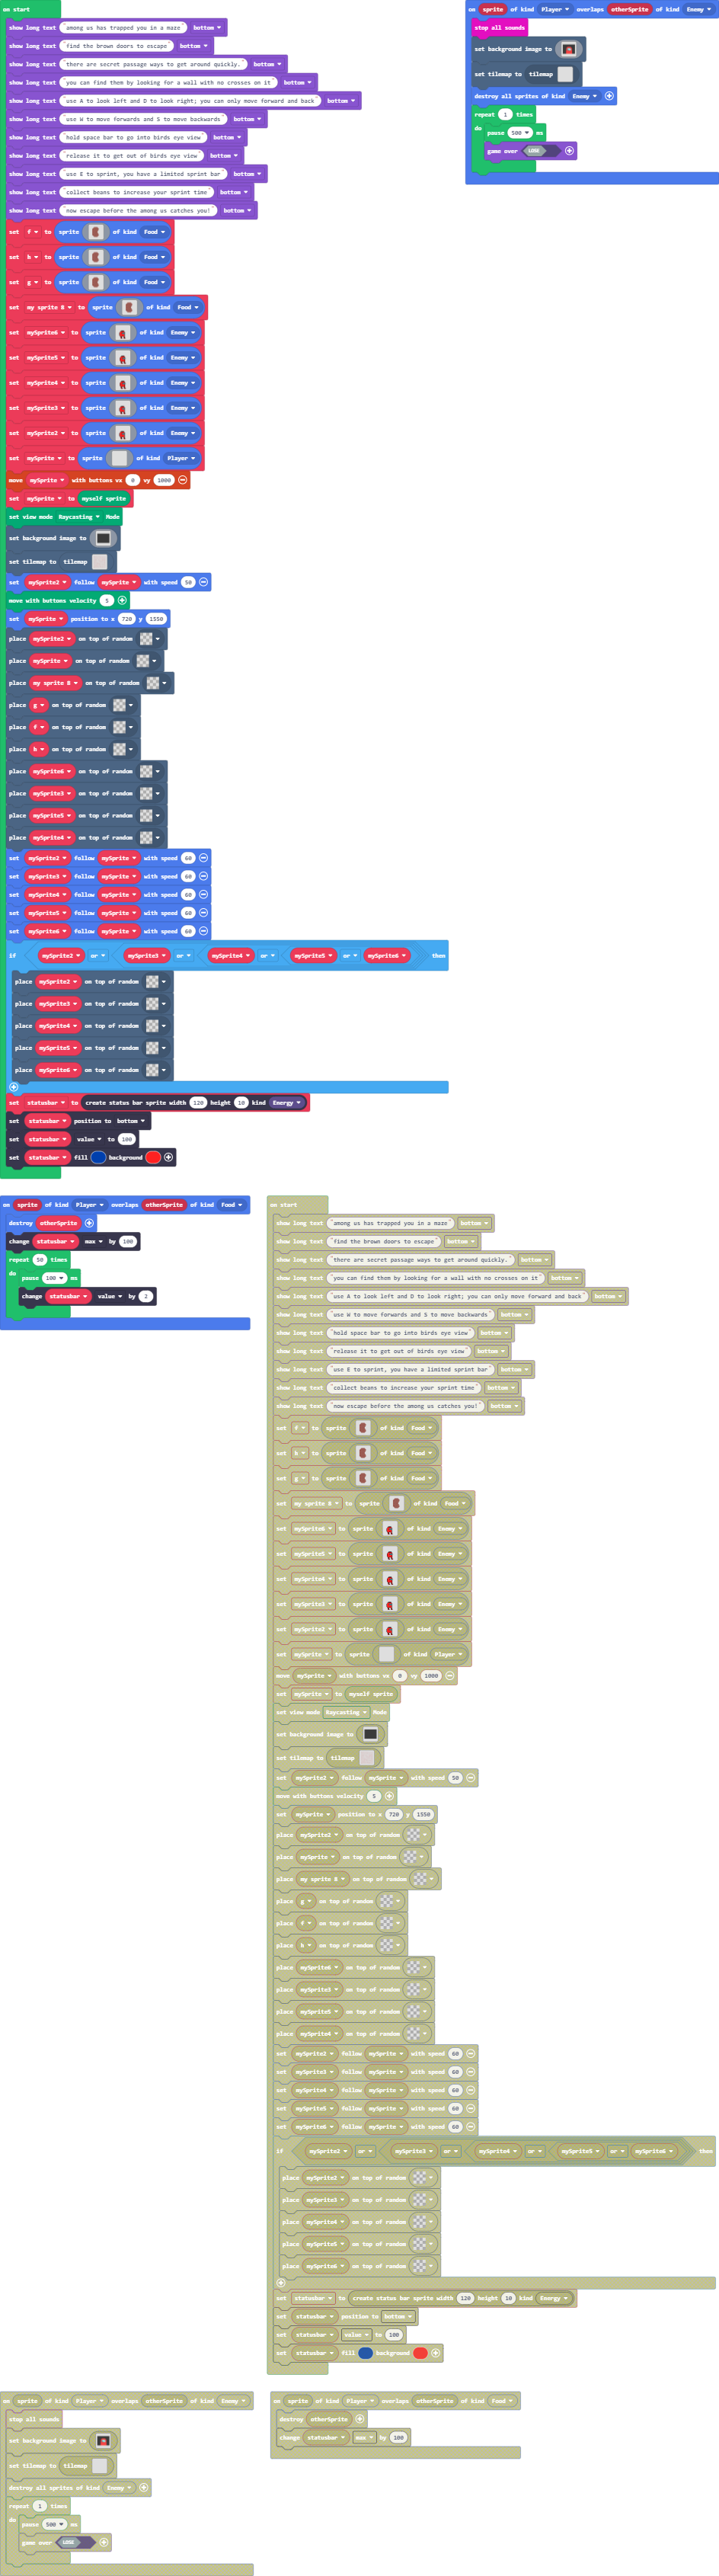 on start
show long text "among us has trapped you in a maze" bottom
show long text "find the brown doors to escape" bottom
show long text "there are secret passage ways to get around quickly." bottom
show long text "you can find them by looking for a wall with no crosses on it" bottom
show long text "use A to look left and D to look right; you can only move forward and back" bottom
show long text "use W to move forwards and S to move backwards" bottom
show long text "hold space bar to go into birds eye view" bottom
show long text "release it to get out of birds eye view" bottom
show long text "use E to sprint, you have a limited sprint bar" bottom
show long text "collect beans to increase your sprint time" bottom
show long text "now escape before the among us catches you!" bottom
set f to sprite of kind Food
set h to sprite of kind Food
set g to sprite of kind Food
set my sprite 8 to sprite of kind Food
set mySprite6 to sprite of kind Enemy
set mySprite5 to sprite of kind Enemy
set mySprite4 to sprite of kind Enemy
set mySprite3 to sprite of kind Enemy
set mySprite2 to sprite of kind Enemy
set mySprite to sprite of kind Player
move mySprite with buttons vx 0 vy 1000
set mySprite to myself sprite
set view mode Raycasting Mode
set background image to
set tilemap to tilemap
set mySprite2 follow mySprite with speed 50
move with buttons velocity 5
set mySprite position to x 720 y 1550
place mySprite2 on top of random
place mySprite on top of random
place my sprite 8 on top of random
place g on top of random
place f on top of random
place h on top of random
place mySprite6 on top of random
place mySprite3 on top of random
place mySprite5 on top of random
place mySprite4 on top of random
set mySprite2 follow mySprite with speed 60
set mySprite3 follow mySprite with speed 60
set mySprite4 follow mySprite with speed 60
set mySprite5 follow mySprite with speed 60
set mySprite6 follow mySprite with speed 60
if mySprite2 or mySprite3 or mySprite4 or mySprite5 or mySprite6 then
place mySprite2 on top of random
place mySprite3 on top of random
place mySprite4 on top of random
place mySprite5 on top of random
place mySprite6 on top of random
set statusbar to create status bar sprite width 120 height 10 kind Energy
set statusbar position to bottom
set statusbar value to 100
set statusbar fill background
on sprite of kind Player overlaps otherSprite of kind Enemy
stop all sounds
set background image to
set tilemap to tilemap
destroy all sprites of kind Enemy
repeat 1 times
do
pause 500 ms
game over LOSE
on sprite of kind Player overlaps otherSprite of kind Food
destroy otherSprite
change statusbar max by 100
repeat 50 times
do
pause 100 ms
change statusbar value by 2
on start
show long text "among us has trapped you in a maze" bottom
show long text "find the brown doors to escape" bottom
show long text "there are secret passage ways to get around quickly." bottom
show long text "you can find them by looking for a wall with no crosses on it" bottom
show long text "use A to look left and D to look right; you can only move forward and back" bottom
show long text "use W to move forwards and S to move backwards" bottom
show long text "hold space bar to go into birds eye view" bottom
show long text "release it to get out of birds eye view" bottom
show long text "use E to sprint, you have a limited sprint bar" bottom
show long text "collect beans to increase your sprint time" bottom
show long text "now escape before the among us catches you!" bottom
set f to sprite of kind Food
set h to sprite of kind Food
set g to sprite of kind Food
set my sprite 8 to sprite of kind Food
set mySprite6 to sprite of kind Enemy
set mySprite5 to sprite of kind Enemy
set mySprite4 to sprite of kind Enemy
set mySprite3 to sprite of kind Enemy
set mySprite2 to sprite of kind Enemy
set mySprite to sprite of kind Player
move mySprite with buttons vx 0 vy 1000
set mySprite to myself sprite
set view mode Raycasting Mode
set background image to
set tilemap to tilemap
set mySprite2 follow mySprite with speed 50
move with buttons velocity 5
set mySprite position to x 720 y 1550
place mySprite2 on top of random
place mySprite on top of random
place my sprite 8 on top of random
place g on top of random
place f on top of random
place h on top of random
place mySprite6 on top of random
place mySprite3 on top of random
place mySprite5 on top of random
place mySprite4 on top of random
set mySprite2 follow mySprite with speed 60
set mySprite3 follow mySprite with speed 60
set mySprite4 follow mySprite with speed 60
set mySprite5 follow mySprite with speed 60
set mySprite6 follow mySprite with speed 60
if mySprite2 or mySprite3 or mySprite4 or mySprite5 or mySprite6 then
place mySprite2 on top of random
place mySprite3 on top of random
place mySprite4 on top of random
place mySprite5 on top of random
place mySprite6 on top of random
set statusbar to create status bar sprite width 120 height 10 kind Energy
set statusbar position to bottom
set statusbar value to 100
set statusbar fill background
on sprite of kind Player overlaps otherSprite of kind Enemy
stop all sounds
set background image to
set tilemap to tilemap
destroy all sprites of kind Enemy
repeat 1 times
do
pause 500 ms
game over LOSE
on sprite of kind Player overlaps otherSprite of kind Food
destroy otherSprite
change statusbar max by 100